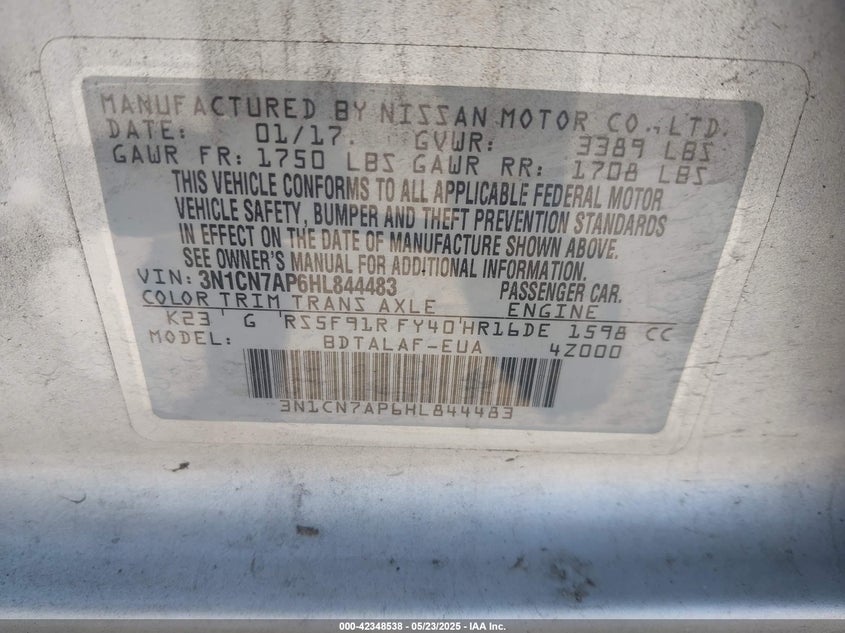 MANUFACTURED BY NISSAN MOTOR CO., LTD.
DATE: 01/17. GVWR: 3389 LBS
GAWR FR: 1750 LBS GAWR RR: 1708 LBS
THIS VEHICLE CONFORMS TO ALL APPLICABLE FEDERAL MOTOR
VEHICLE SAFETY, BUMPER AND THEFT PREVENTION STANDARDS
IN EFFECT ON THE DATE OF MANUFACTURE SHOWN ABOVE.
SEE OWNER'S MANUAL FOR ADDITIONAL INFORMATION.
VIN: 3N1CN7AP6HL844483 PASSENGER CAR.
COLOR TRIM TRANS AXLE ENGINE
K23 G RS5F91R FY40 HR16DE 1598 CC
MODEL: BDTALAF-EUA 4Z000
3N1CN7AP6HL844483
000-42348538 - 05/23/2025 - IAA Inc.